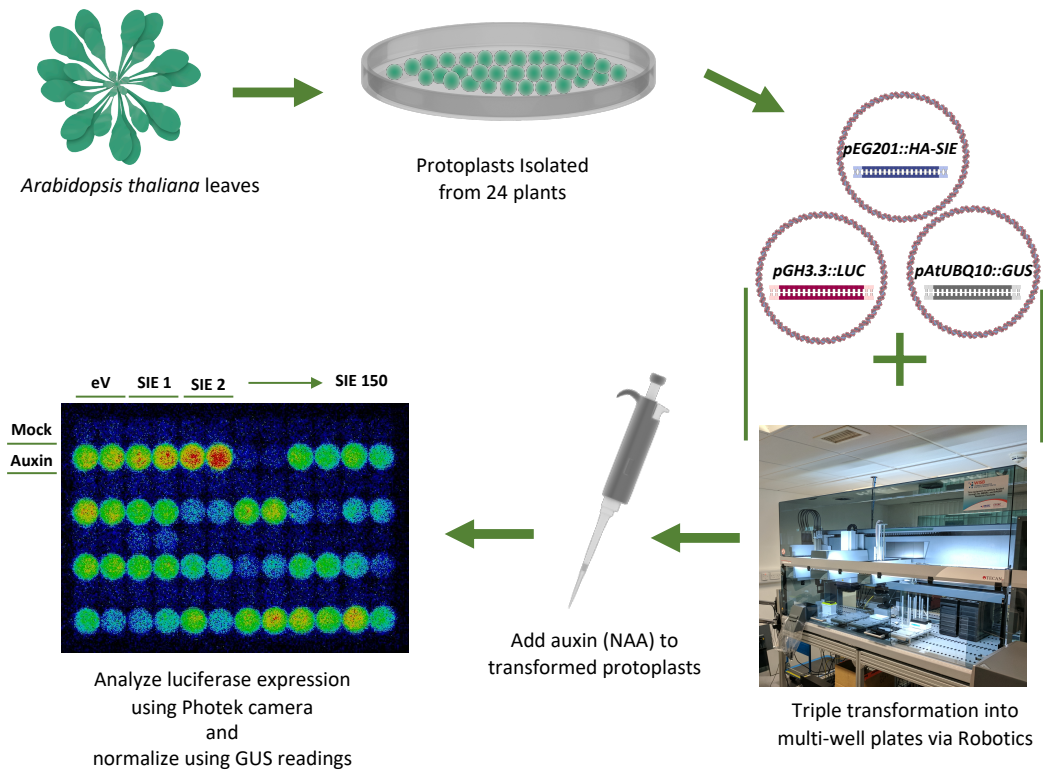 Arabidopsis thaliana leaves
Protoplasts Isolated
from 24 plants
pEG201::HA-SIE
pGH3.3::LUC
pAtUBQ10::GUS
+
TECAN
Triple transformation into
multi-well plates via Robotics
Add auxin (NAA) to
transformed protoplasts
eV SIE 1 SIE 2 SIE 150
Mock
Auxin
Analyze luciferase expression
using Photek camera
and
normalize using GUS readings